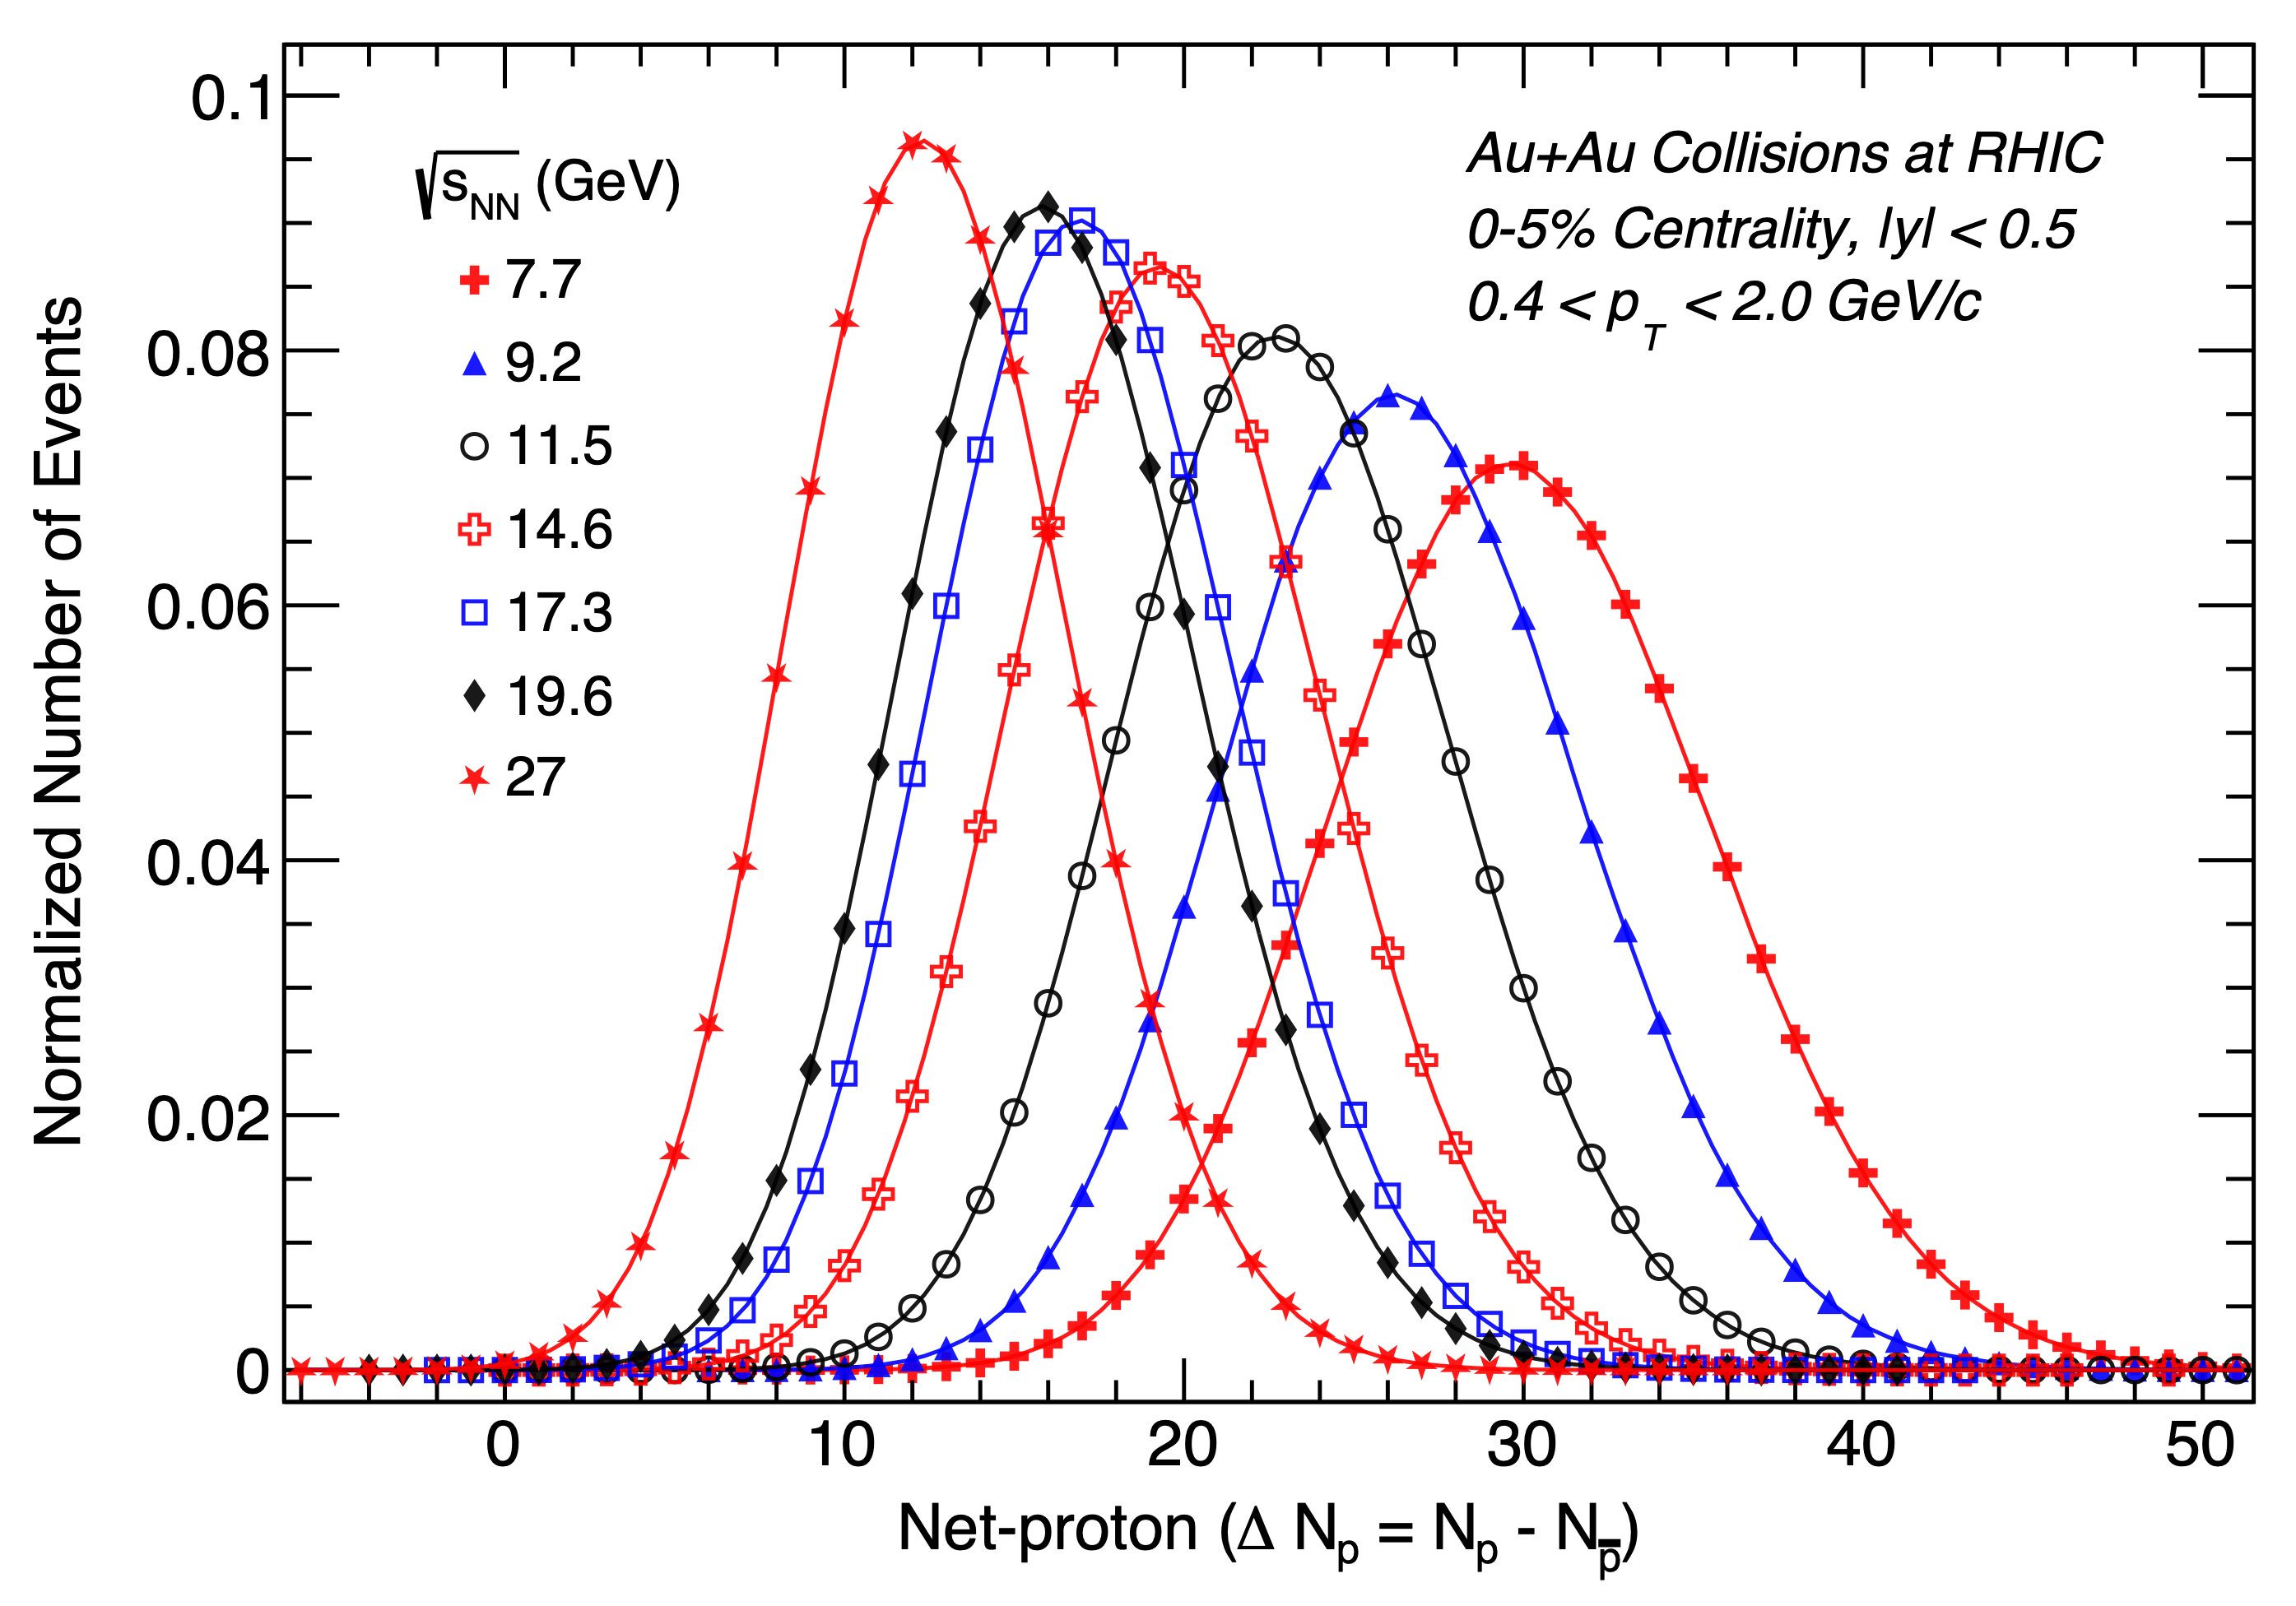 Au+Au Collisions at RHIC
0-5% Centrality, |y| < 0.5
0.4 < p_T < 2.0 GeV/c
√s_NN (GeV)
7.7
9.2
11.5
14.6
17.3
19.6
27
Normalized Number of Events
0.1
0.08
0.06
0.04
0.02
0
0 10 20 30 40 50
Net-proton (Δ N_p = N_p - N_p̅)